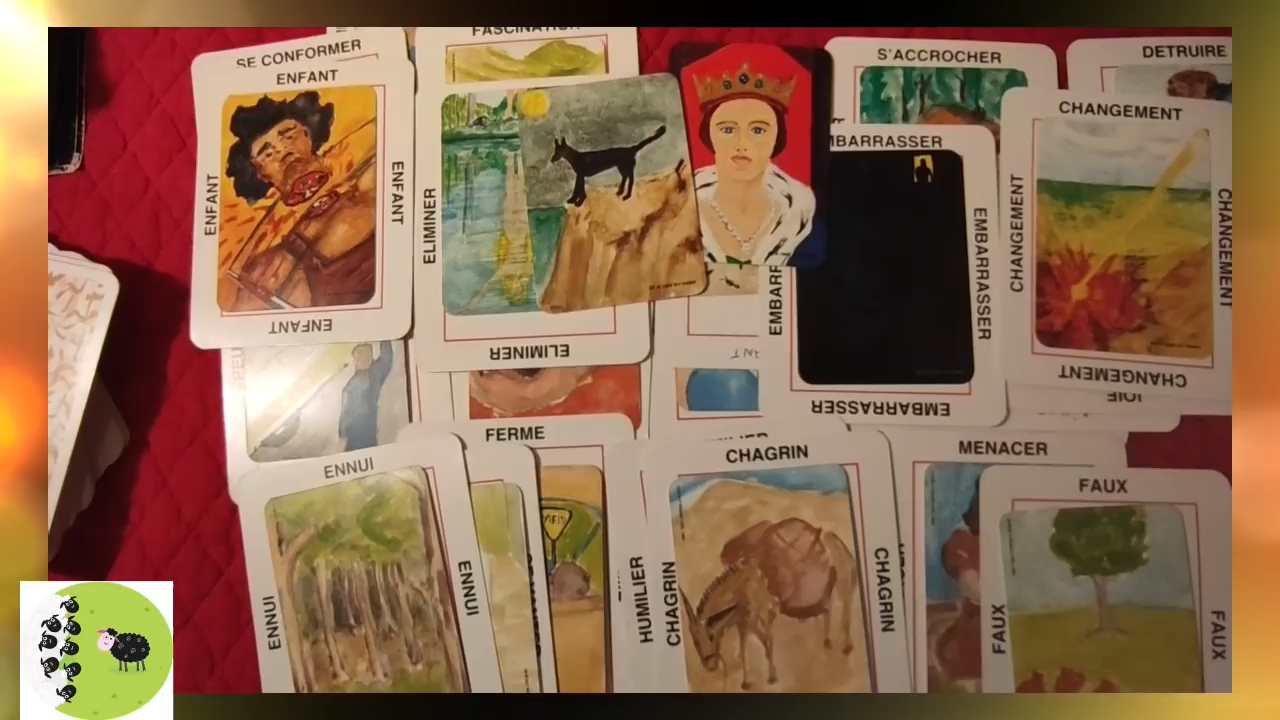 SE CONFORMER
FASCINATION
S'ACCROCHER
DETRUIRE
ENFANT
ENFANT
ENFANT
ENFANT
ELIMINER
ELIMINER
EMBARRASSER
EMBARRASSER
CHANGEMENT
CHANGEMENT
CHANGEMENT
CHANGEMENT
JOIE
FERME
ENNUI
ENNUI
ENNUI
HUMILIER
CHAGRIN
CHAGRIN
CHAGRIN
MENACER
FAUX
FAUX
FAUX